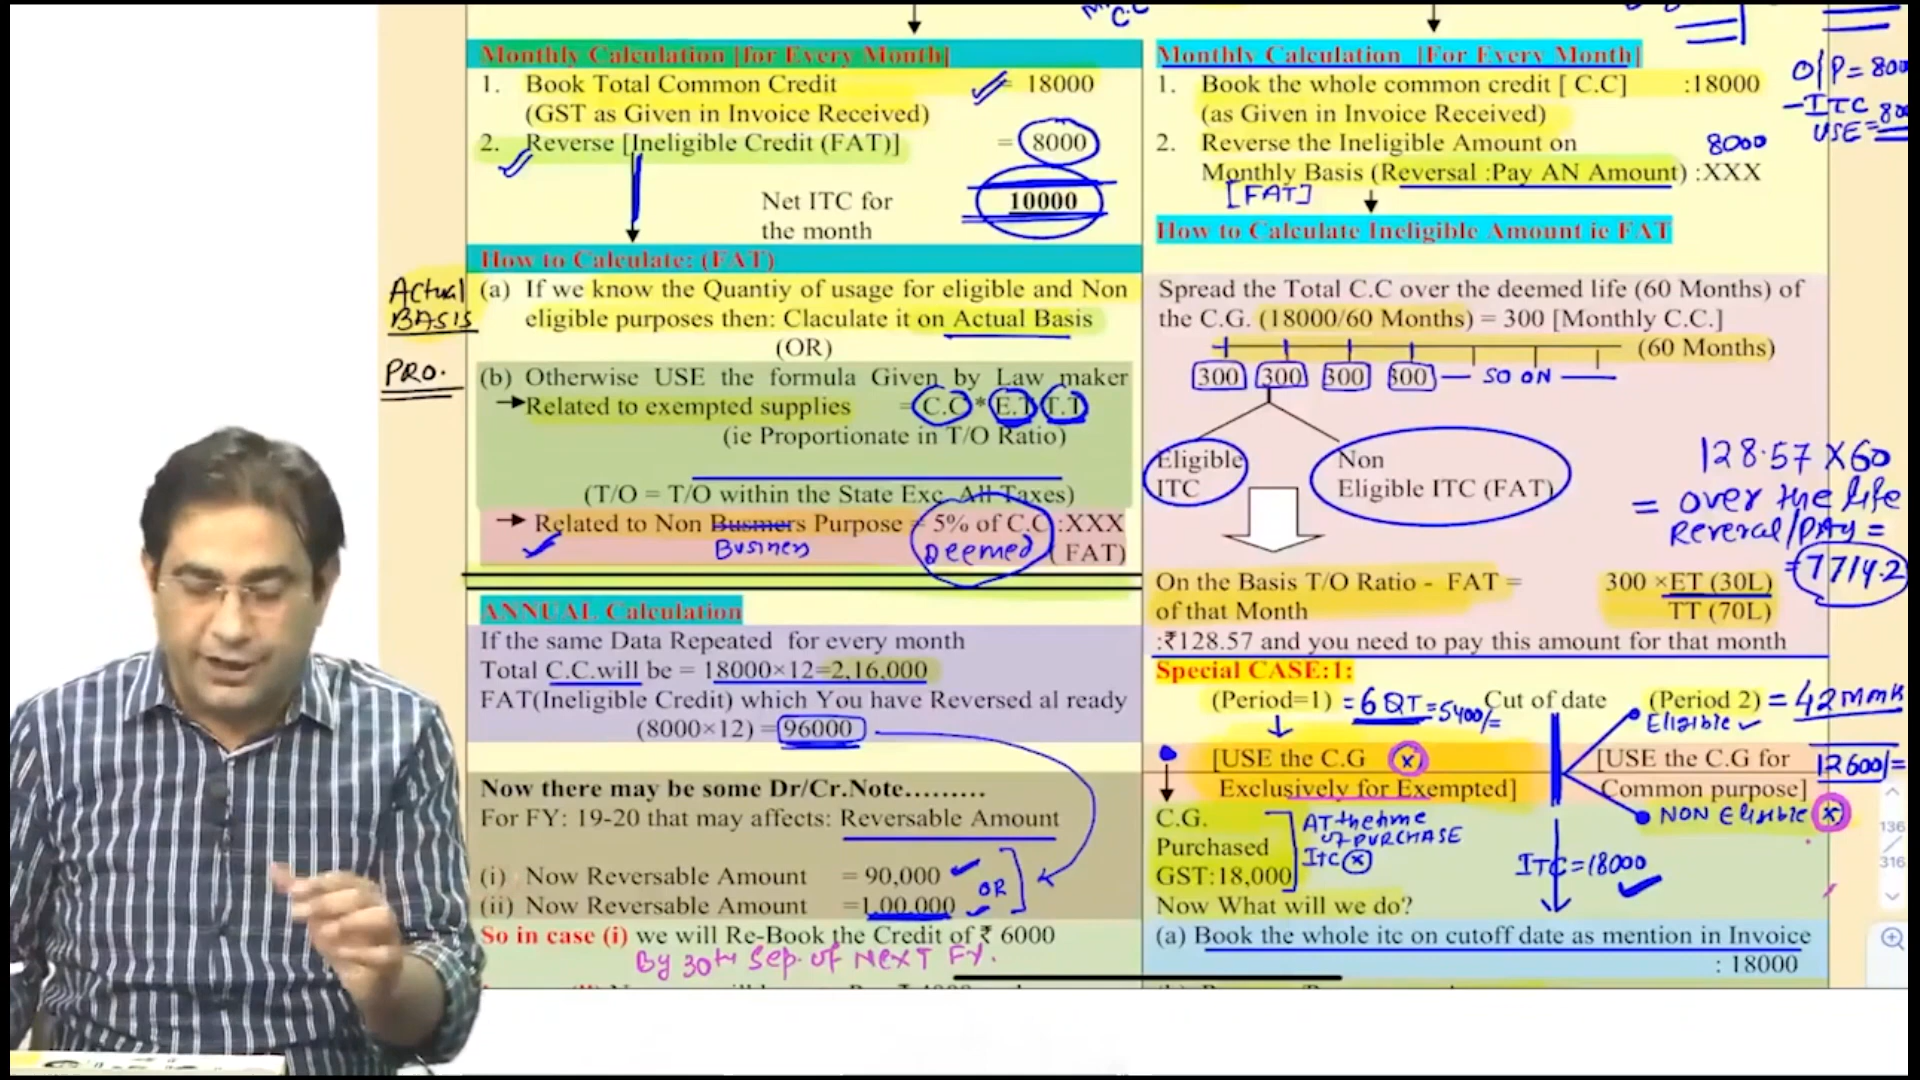 C.C
Monthly Calculation [for Every Month]
1. Book Total Common Credit = 18000
(GST as Given in Invoice Received)
2. Reverse [Ineligible Credit (FAT)] = 8000
Net ITC for 10000
the month
How to Calculate: (FAT)
Actual
BASIS
(a) If we know the Quantiy of usage for eligible and Non
eligible purposes then: Claculate it on Actual Basis
(OR)
PRO.
(b) Otherwise USE the formula Given by Law maker
→Related to exempted supplies = C.C * E.T T.T
(ie Proportionate in T/O Ratio)
(T/O = T/O within the State Exc. All Taxes)
→ Related to Non Busmers Purpose = 5% of C.C :XXX
Business Deemed ( FAT)
ANNUAL Calculation
If the same Data Repeated for every month
Total C.C.will be = 18000×12=2,16,000
FAT(Ineligible Credit) which You have Reversed al ready
(8000×12) = 96000
Now there may be some Dr/Cr.Note.........
For FY: 19-20 that may affects: Reversable Amount
(i) Now Reversable Amount = 90,000
OR
(ii) Now Reversable Amount =1,00,000
So in case (i) we will Re-Book the Credit of ₹ 6000
By 30th Sep. of NEXT FY.
Monthly Calculation [For Every Month]
1. Book the whole common credit [ C.C] :18000
(as Given in Invoice Received)
2. Reverse the Ineligible Amount on 8000
Monthly Basis (Reversal :Pay AN Amount) :XXX
[FAT]
O/P = 800
- ITC
USE = 80
How to Calculate Ineligible Amount ie FAT
Spread the Total C.C over the deemed life (60 Months) of
the C.G. (18000/60 Months) = 300 [Monthly C.C.]
(60 Months)
300 300 300 300 — SO ON —
Eligible
ITC
Non
Eligible ITC (FAT)
128.57 X 60
= over the life
Reveral/PAY =
= 7714.2
On the Basis T/O Ratio - FAT = 300 ×ET (30L)
of that Month TT (70L)
:₹128.57 and you need to pay this amount for that month
Special CASE:1:
(Period=1) = 6 QT = 5400/= Cut of date (Period 2) = 42
Eligible
[USE the C.G (x)
Exclusively for Exempted]
[USE the C.G for 12600/=
Common purpose]
NON Eligible (x)
C.G.
Purchased
GST:18,000
AT the time
of PURCHASE
ITC (x)
ITC = 18000
Now What will we do?
(a) Book the whole itc on cutoff date as mention in Invoice
: 18000
136
/
316